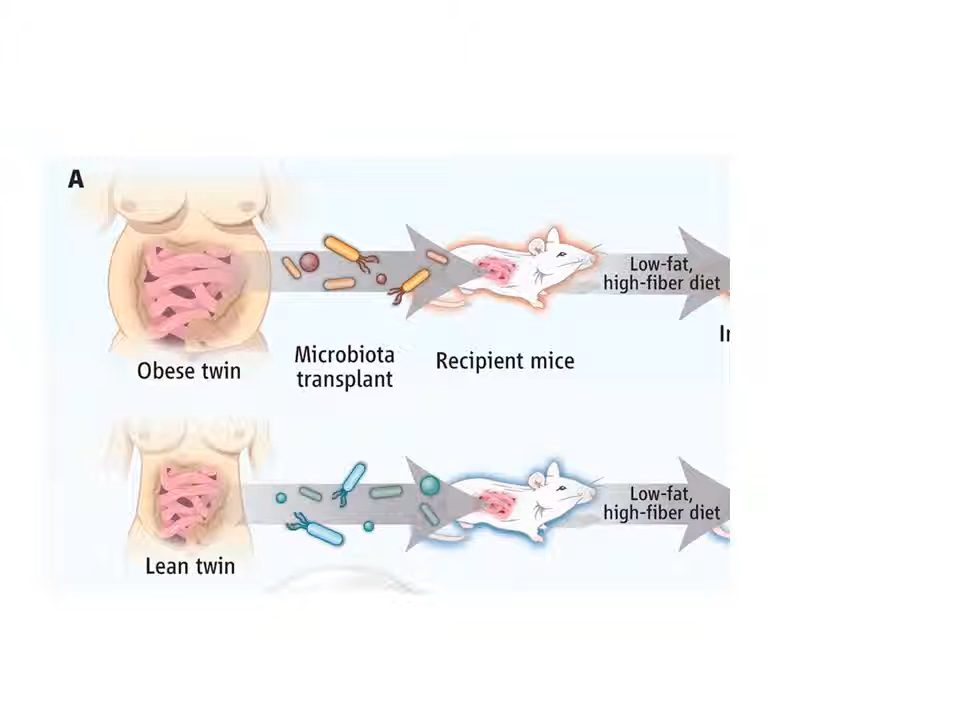 A
Low-fat,
high-fiber diet
Obese twin
Microbiota
transplant
Recipient mice
Low-fat,
high-fiber diet
Lean twin